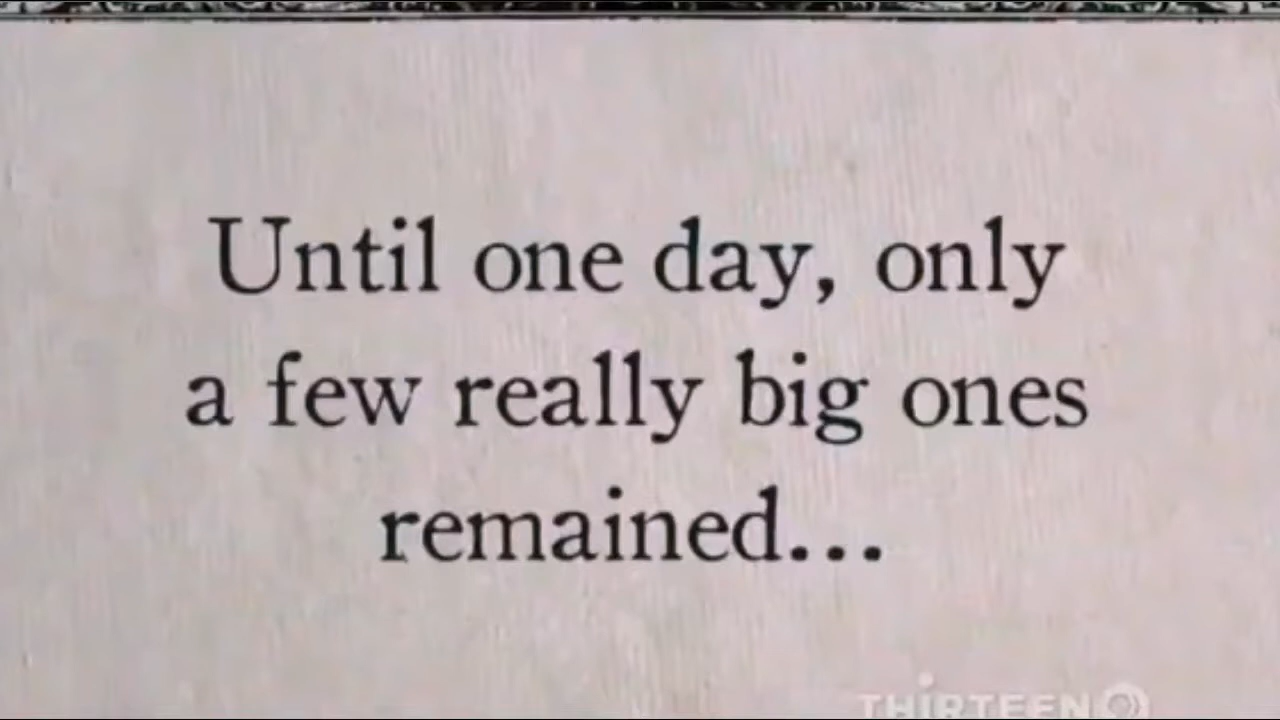 Until one day, only
a few really big ones
remained...
THIRTEEN